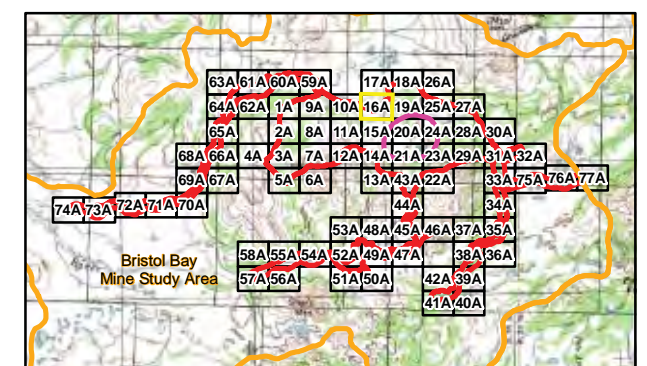 63A 61A 60A 59A 17A 18A 26A
64A 62A 1A 9A 10A 16A 19A 25A 27A
65A 2A 8A 11A 15A 20A 24A 28A 30A
68A 66A 4A 3A 7A 12A 14A 21A 23A 29A 31A 32A
69A 67A 5A 6A 13A 43A 22A 33A 75A 76A 77A
74A 73A 72A 71A 70A 44A 34A
53A 48A 45A 46A 37A 35A
58A 55A 54A 52A 49A 47A 38A 36A
Bristol Bay
Mine Study Area
57A 56A 51A 50A 42A 39A
41A 40A